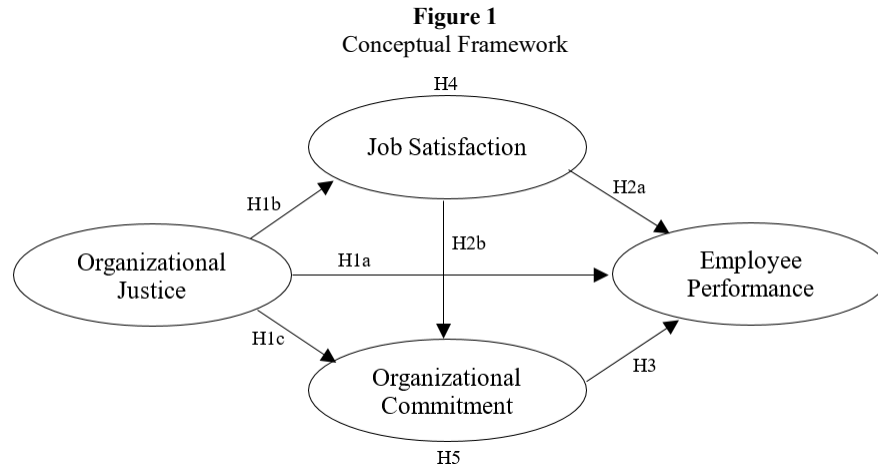 Figure 1
Conceptual Framework
H4
Job Satisfaction
H1b
H2a
H2b
H1a
Organizational
Justice
Employee
Performance
H1c
Organizational
Commitment
H3
H5